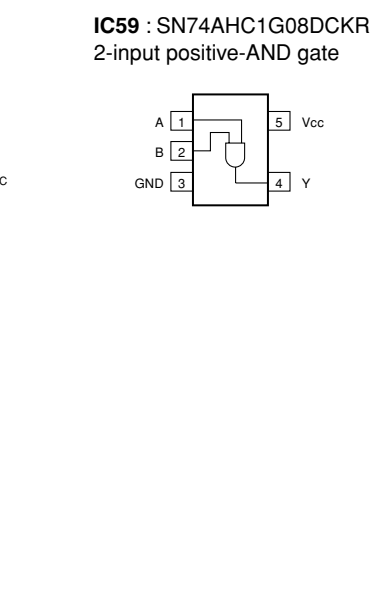 IC59 : SN74AHC1G08DCKR
2-input positive-AND gate
A 1 5 Vcc
B 2
GND 3 4 Y
C